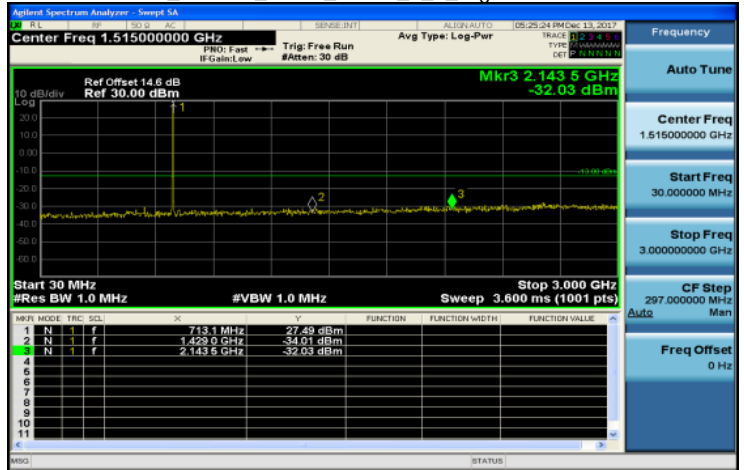 Agilent Spectrum Analyzer - Swept SA
RL RF 50 Ω AC SENSE:INT ALIGN AUTO 05:25:24 PM Dec 13, 2017
Center Freq 1.515000000 GHz
PNO: Fast
IFGain:Low
Trig: Free Run
#Atten: 30 dB
Avg Type: Log-Pwr
TRACE 1 2 3 4 5 6
TYPE
DET P N N N N N
Frequency
Auto Tune
Center Freq
1.515000000 GHz
Start Freq
30.000000 MHz
Stop Freq
3.000000000 GHz
CF Step
297.000000 MHz
Auto Man
Freq Offset
0 Hz
Mkr3 2.143 5 GHz
-32.03 dBm
Ref Offset 14.6 dB
10 dB/div Ref 30.00 dBm
Log
1
20.0
10.0
0.00
-10.0
-13.00 dBm
-20.0
2
3
-30.0
-40.0
-50.0
-60.0
Start 30 MHz Stop 3.000 GHz
#Res BW 1.0 MHz #VBW 1.0 MHz Sweep 3.600 ms (1001 pts)
MKR MODE TRC SCL X Y FUNCTION FUNCTION WIDTH FUNCTION VALUE
1 N 1 f 713.1 MHz 27.49 dBm
2 N 1 f 1.429 0 GHz -34.01 dBm
3 N 1 f 2.143 5 GHz -32.03 dBm
4
5
6
7
8
9
10
11
MSG STATUS